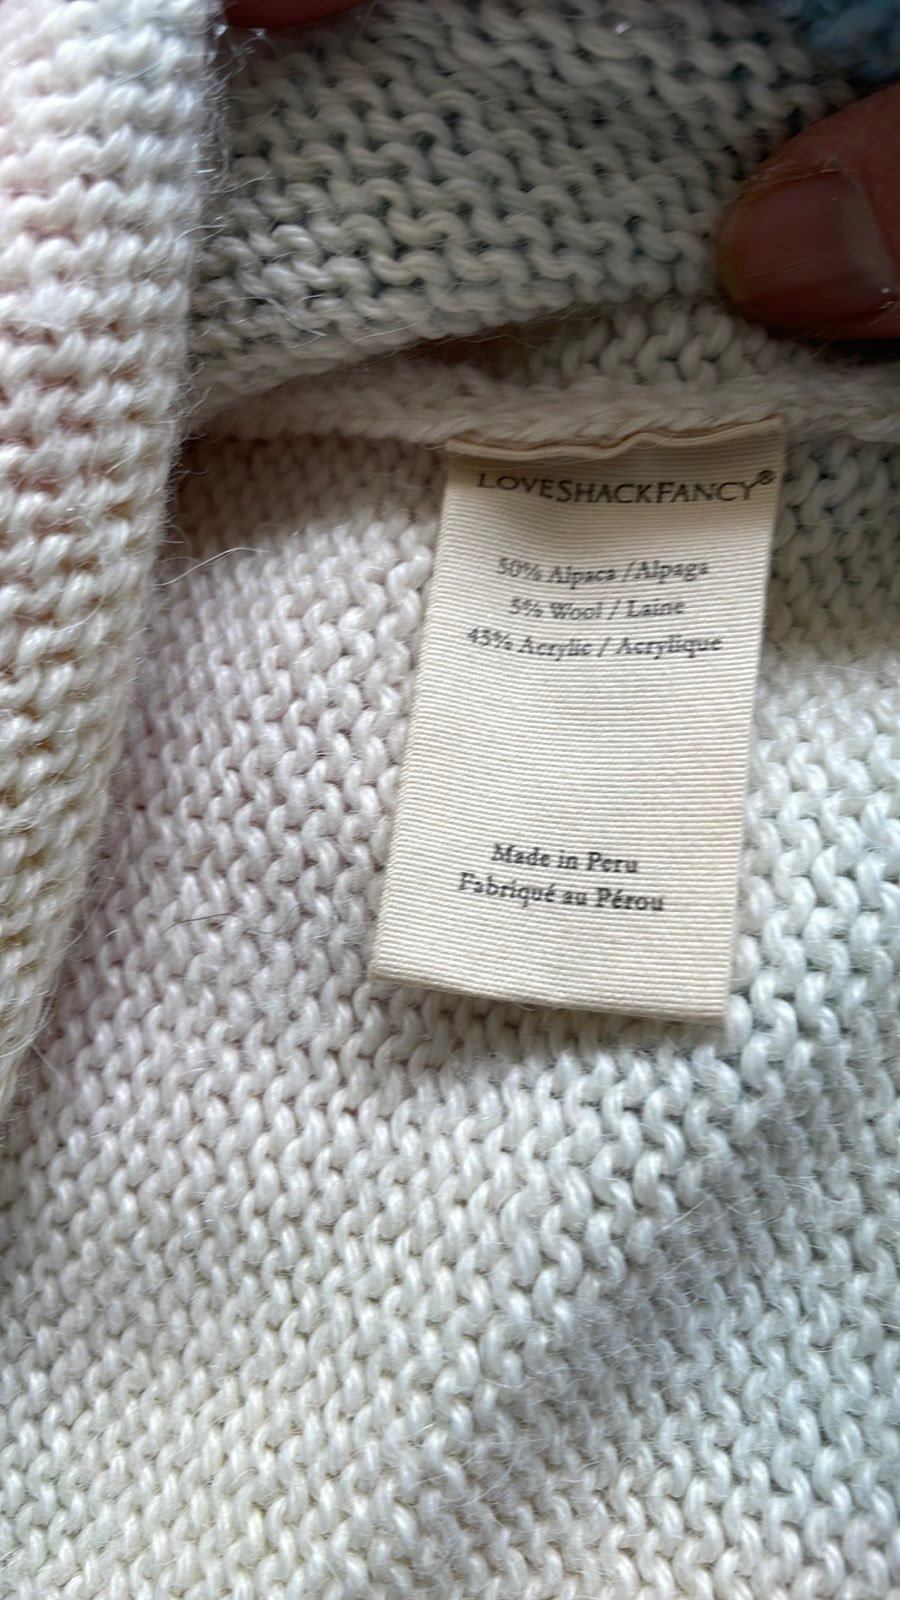 LOVESHACKFANCY®
50% Alpaca /Alpaga
5% Wool / Laine
45% Acrylic / Acrylique
Made in Peru
Fabriqué au Pérou